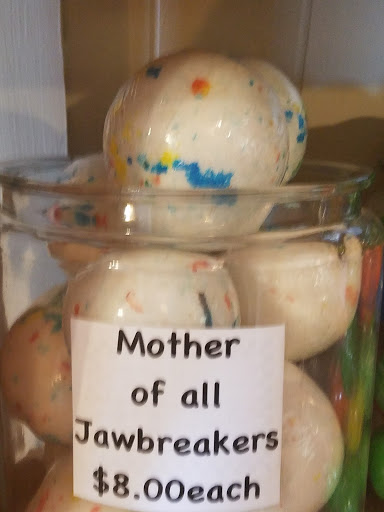 Mother
of all
Jawbreakers
$8.00each